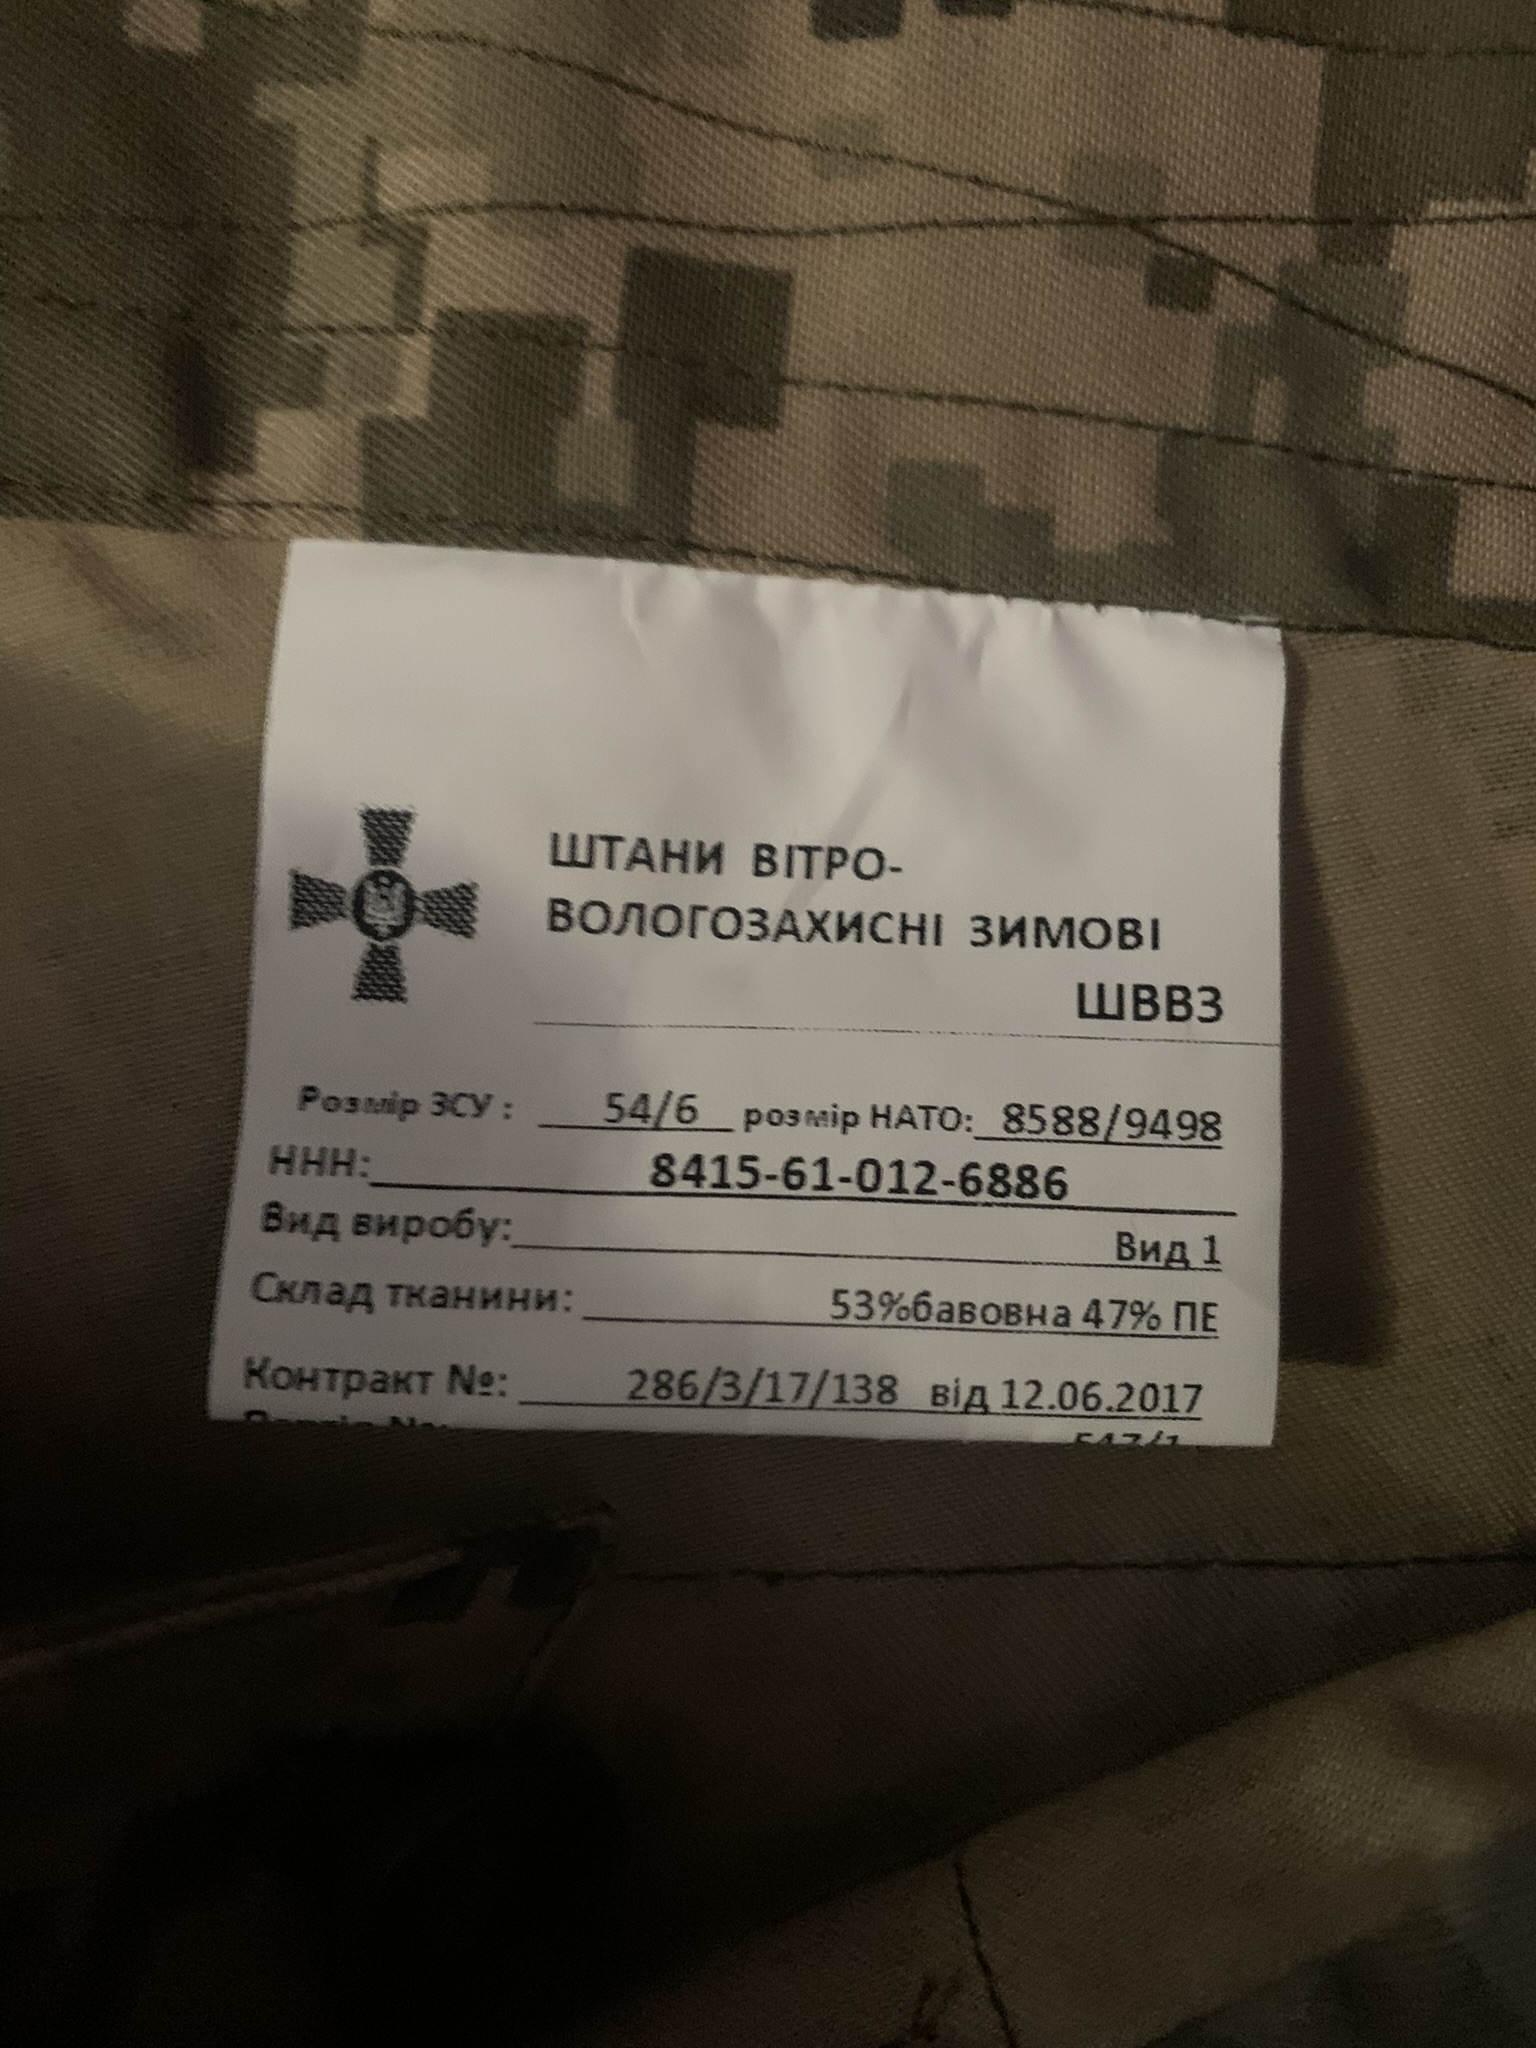 ШТАНИ ВІТРО-
ВОЛОГОЗАХИСНІ ЗИМОВІ
ШВВЗ
Розмір ЗСУ : 54/6 розмір НАТО: 8588/9498
ННН: 8415-61-012-6886
Вид виробу: Вид 1
Склад тканини: 53%бавовна 47% ПЕ
Контракт №: 286/3/17/138 від 12.06.2017